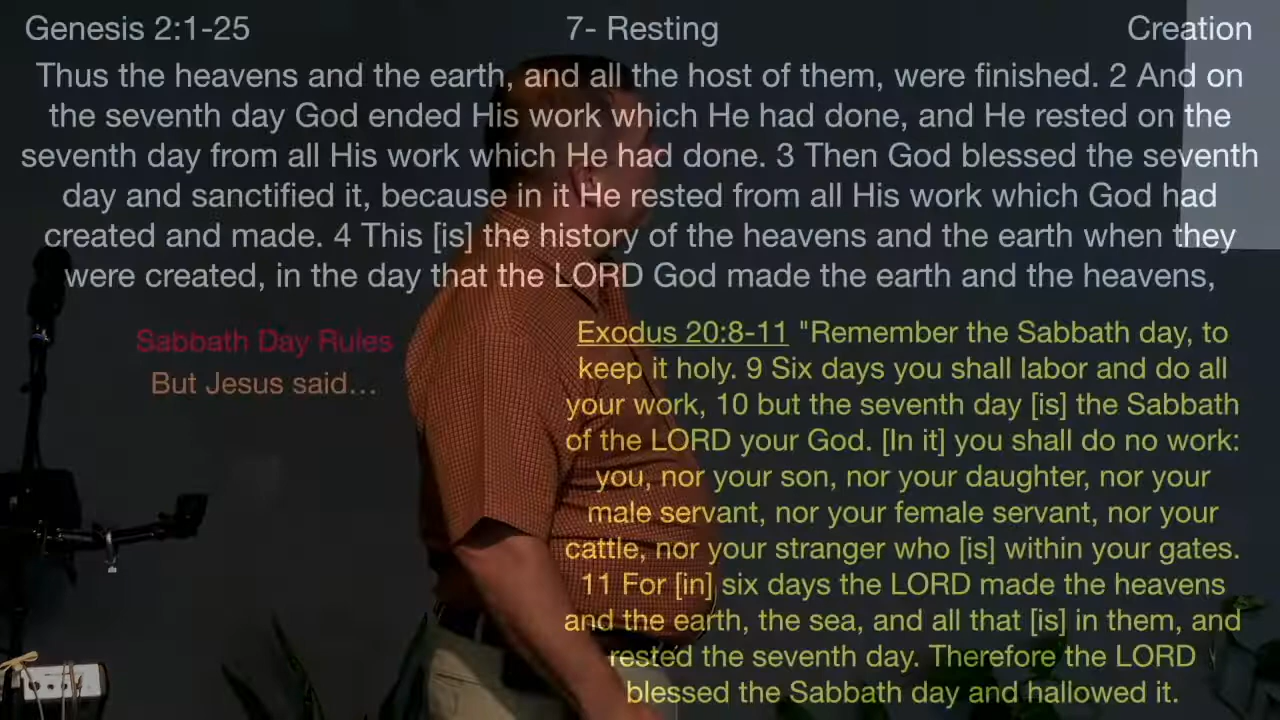 Genesis 2:1-25
7- Resting
Creation
Thus the heavens and the earth, and all the host of them, were finished. 2 And on
the seventh day God ended His work which He had done, and He rested on the
seventh day from all His work which He had done. 3 Then God blessed the seventh
day and sanctified it, because in it He rested from all His work which God had
created and made. 4 This [is] the history of the heavens and the earth when they
were created, in the day that the LORD God made the earth and the heavens,
Sabbath Day Rules
But Jesus said...
Exodus 20:8-11 "Remember the Sabbath day, to
keep it holy. 9 Six days you shall labor and do all
your work, 10 but the seventh day [is] the Sabbath
of the LORD your God. [In it] you shall do no work:
you, nor your son, nor your daughter, nor your
male servant, nor your female servant, nor your
cattle, nor your stranger who [is] within your gates.
11 For [in] six days the LORD made the heavens
and the earth, the sea, and all that [is] in them, and
rested the seventh day. Therefore the LORD
blessed the Sabbath day and hallowed it.